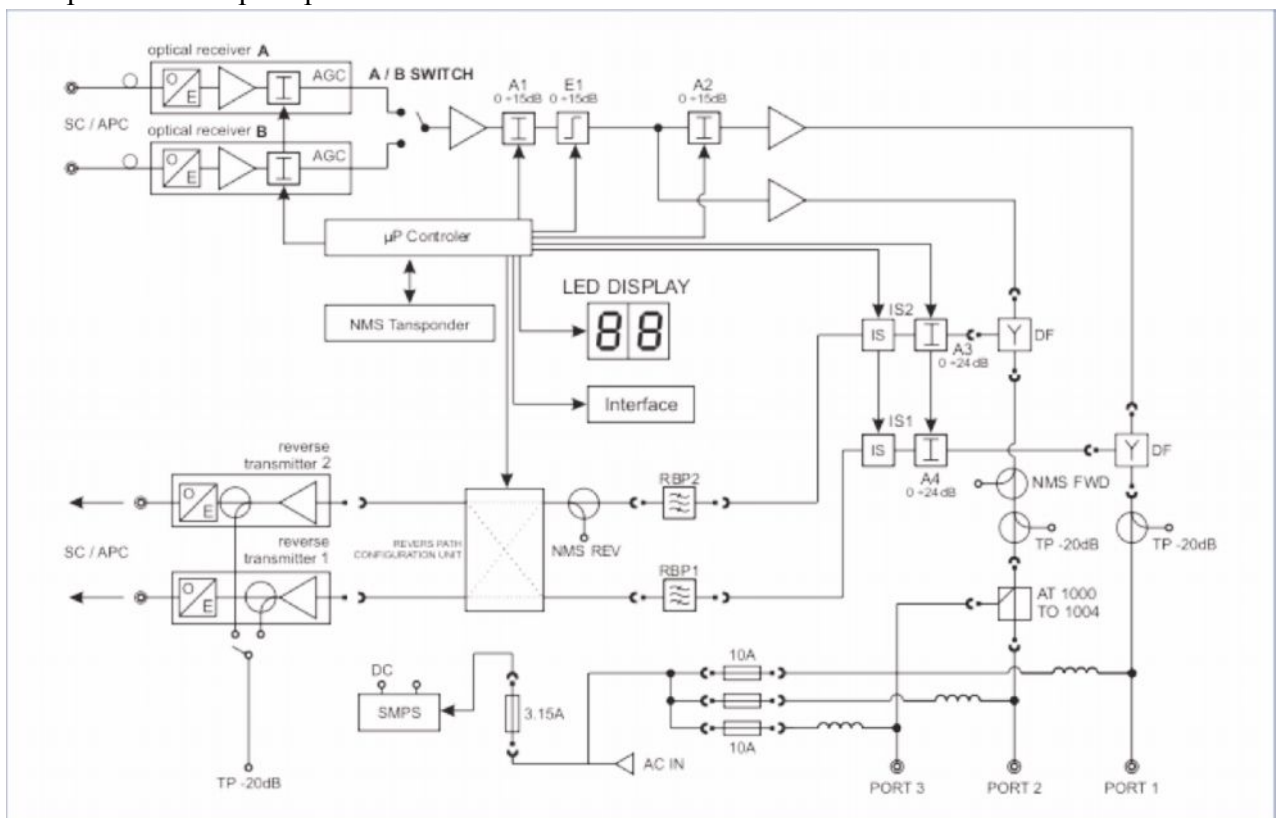 optical receiver A
O
E
AGC
SC / APC
optical receiver B
O
E
AGC
A / B SWITCH
A1
0 ÷15dB
E1
0 ÷15dB
A2
0 ÷15dB
µP Controler
NMS Tansponder
LED DISPLAY
88
Interface
IS2
IS
A3
0 ÷24dB
Y
DF
IS1
IS
A4
0 ÷24dB
Y
DF
NMS FWD
TP -20dB
TP -20dB
AT 1000
TO 1004
reverse
transmitter 2
O
E
SC / APC
reverse
transmitter 1
O
E
REVERS PATH
CONFIGURATION UNIT
NMS REV
RBP2
RBP1
TP -20dB
DC
SMPS
3.15A
10A
10A
AC IN
PORT 3
PORT 2
PORT 1